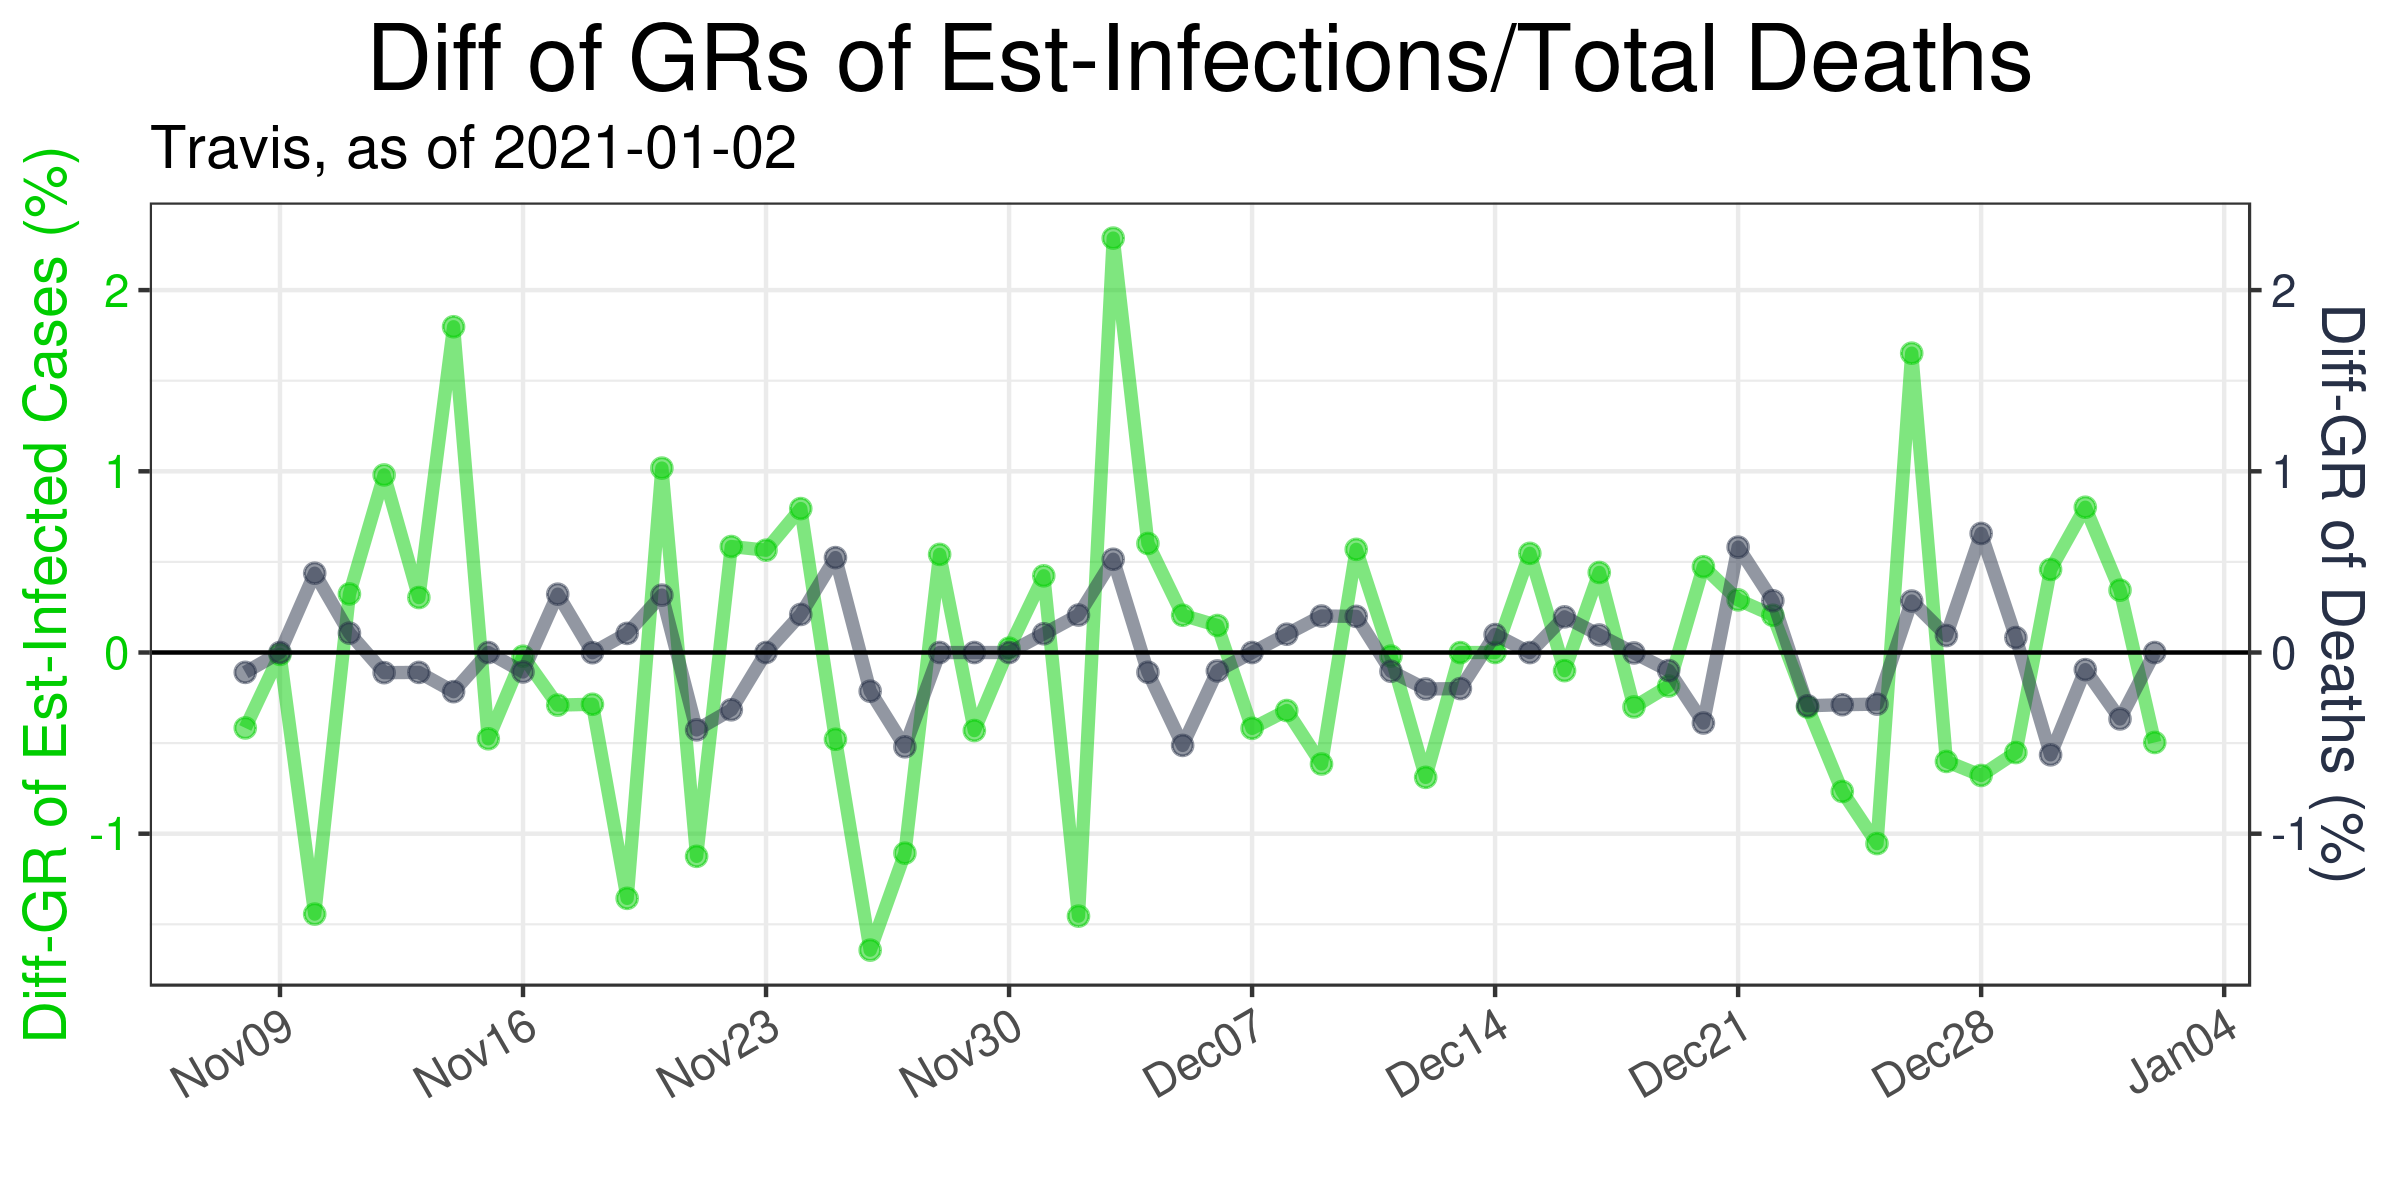 Diff of GRs of Est-Infections/Total Deaths
Travis, as of 2021-01-02
Diff-GR of Est-Infected Cases (%)
2
1
0
-1
2
1
0
-1
Diff-GR of Deaths (%)
Nov09
Nov16
Nov23
Nov30
Dec07
Dec14
Dec21
Dec28
Jan04